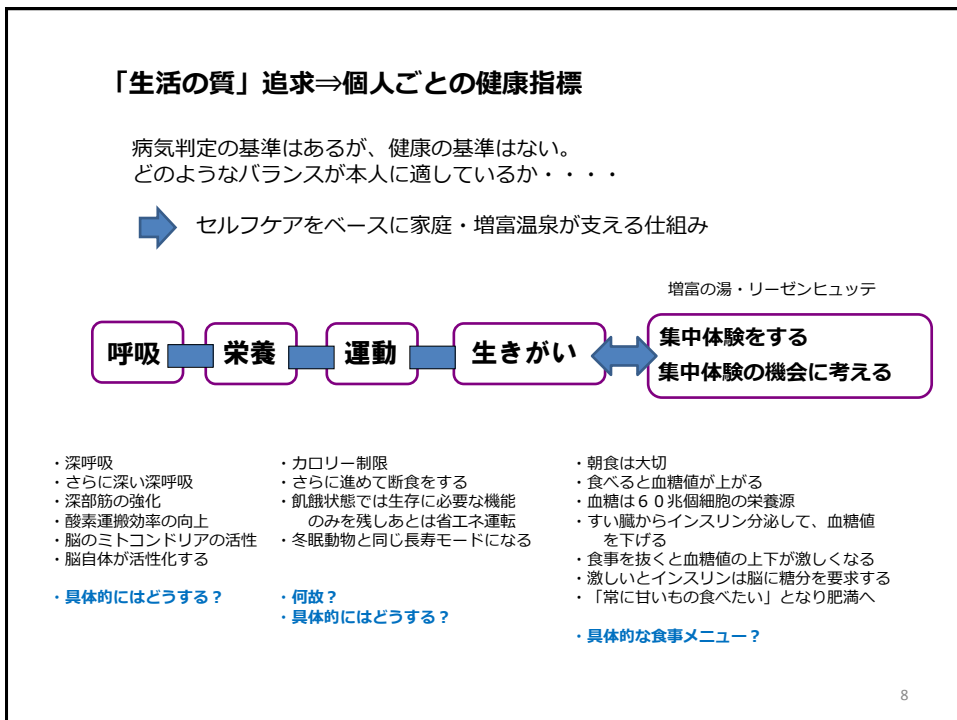 「生活の質」追求⇒個人ごとの健康指標
病気判定の基準はあるが、健康の基準はない。
どのようなバランスが本人に適しているか・・・・
セルフケアをベースに家庭・増富温泉が支える仕組み
増富の湯・リーゼンヒュッテ
呼吸
栄養
運動
生きがい
集中体験をする
集中体験の機会に考える
・深呼吸
・さらに深い深呼吸
・深部筋の強化
・酸素運搬効率の向上
・脳のミトコンドリアの活性
・脳自体が活性化する
・具体的にはどうする？
・カロリー制限
・さらに進めて断食をする
・飢餓状態では生存に必要な機能
のみを残しあとは省エネ運転
・冬眠動物と同じ長寿モードになる
・何故？
・具体的にはどうする？
・朝食は大切
・食べると血糖値が上がる
・血糖は６０兆個細胞の栄養源
・すい臓からインスリン分泌して、血糖値
を下げる
・食事を抜くと血糖値の上下が激しくなる
・激しいとインスリンは脳に糖分を要求する
・「常に甘いもの食べたい」となり肥満へ
・具体的な食事メニュー？
8